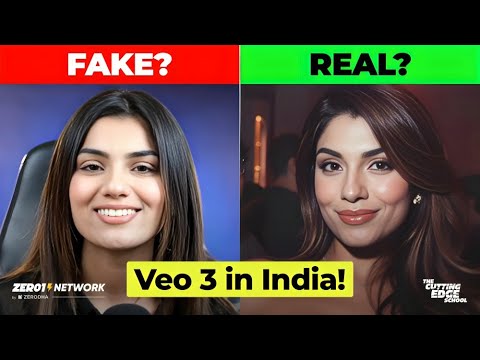 FAKE?
REAL?
Veo 3 in India!
ZERO1 NETWORK
By ZERODHA
THE
CUTTING
EDGE
SCHOOL